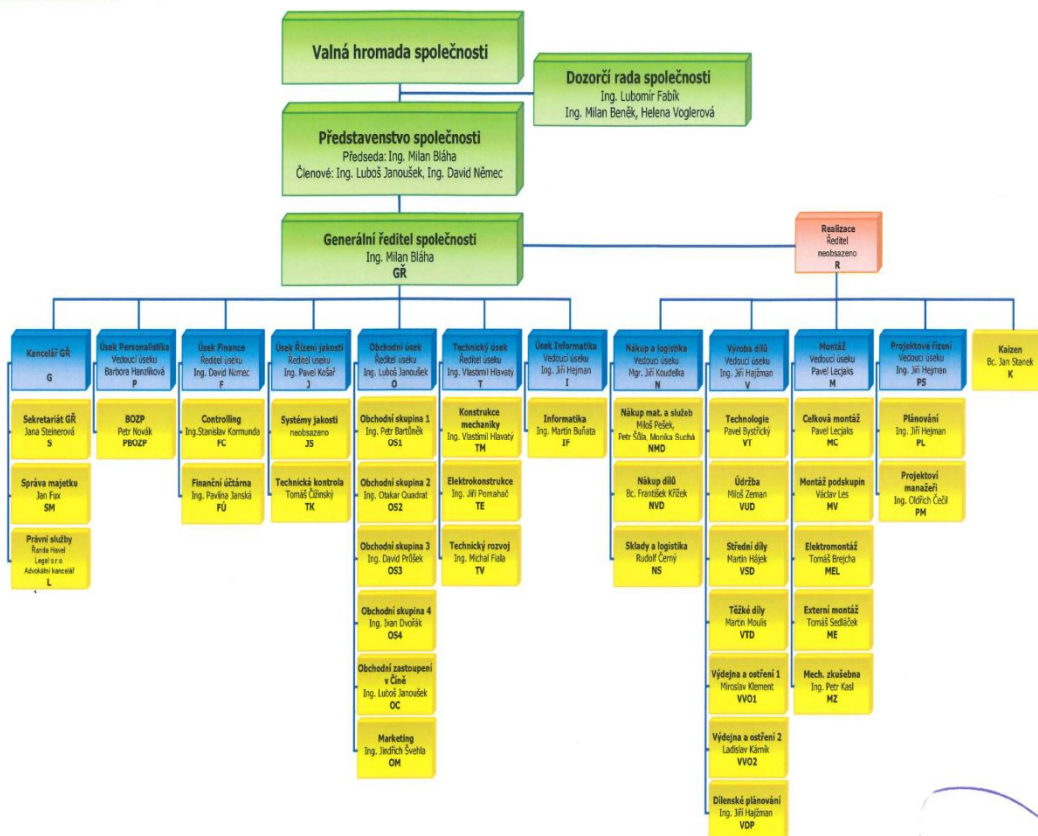 Valná hromada společnosti
Dozorčí rada společnosti
Ing. Lubomír Fabík
Ing. Milan Beněk, Helena Voglerová
Představenstvo společnosti
Předseda: Ing. Milan Bláha
Členové: Ing. Luboš Janoušek, Ing. David Němec
Generální ředitel společnosti
Ing. Milan Bláha
GŘ
Realizace
Ředitel
neobsazeno
R
Kancelář GŘ
G
Sekretariát GŘ
Jana Steinerová
S
Správa majetku
Jan Fux
SM
Právní služby
Řanda Havel
Legal s.r.o.
Advokátní kancelář
L
Úsek Personalistika
Vedoucí úseku
Barbora Hanzlíková
P
BOZP
Petr Novák
PBOZP
Úsek Finance
Ředitel úseku
Ing. David Němec
F
Controlling
Ing.Stanislav Kormunda
FC
Finanční účtárna
Ing. Pavlína Janská
FÚ
Úsek Řízení jakosti
Ředitel úseku
Ing. Pavel Košař
J
Systémy jakosti
neobsazeno
JS
Technická kontrola
Tomáš Čižinský
TK
Obchodní úsek
Ředitel úseku
Ing. Luboš Janoušek
O
Obchodní skupina 1
Ing. Petr Bartůněk
OS1
Obchodní skupina 2
Ing. Otakar Quadrat
OS2
Obchodní skupina 3
Ing. David Průšek
OS3
Obchodní skupina 4
Ing. Ivan Dvořák
OS4
Obchodní zastoupení
v Číně
Ing. Luboš Janoušek
OC
Marketing
Ing. Jindřich Švehla
OM
Technický úsek
Ředitel úseku
Ing. Vlastimil Hlavatý
T
Konstrukce
mechaniky
Ing. Vlastimil Hlavatý
TM
Elektrokonstrukce
Ing. Jiří Pomahač
TE
Technický rozvoj
Ing. Michal Fiala
TV
Úsek Informatika
Vedoucí úseku
Ing. Jiří Hejman
I
Informatika
Ing. Martin Buňata
IF
Nákup a logistika
Vedoucí úseku
Mgr. Jiří Koudelka
N
Nákup mat. a služeb
Miloš Pešek,
Petr Šůla, Monika Suchá
NMD
Nákup dílů
Bc. František Křížek
NVD
Sklady a logistika
Rudolf Černý
NS
Výroba dílů
Vedoucí úseku
Ing. Jiří Hajžman
V
Technologie
Pavel Bystřický
VT
Údržba
Miloš Zeman
VUD
Střední díly
Martin Hájek
VSD
Těžké díly
Martin Moulis
VTD
Výdejna a ostření 1
Miroslav Klement
VVO1
Výdejna a ostření 2
Ladislav Kárník
VVO2
Dílenské plánování
Ing. Jiří Hajžman
VDP
Montáž
Vedoucí úseku
Pavel Lecjaks
M
Celková montáž
Pavel Lecjaks
MC
Montáž podskupin
Václav Les
MV
Elektromontáž
Tomáš Brejcha
MEL
Externí montáž
Tomáš Sedláček
ME
Mech. zkušebna
Ing. Petr Kasl
MZ
Projektové řízení
Vedoucí úseku
Ing. Jiří Hejman
PS
Plánování
Ing. Jiří Hejman
PL
Projektoví
manažeři
Ing. Oldřich Čečil
PM
Kaizen
Bc. Jan Stanek
K